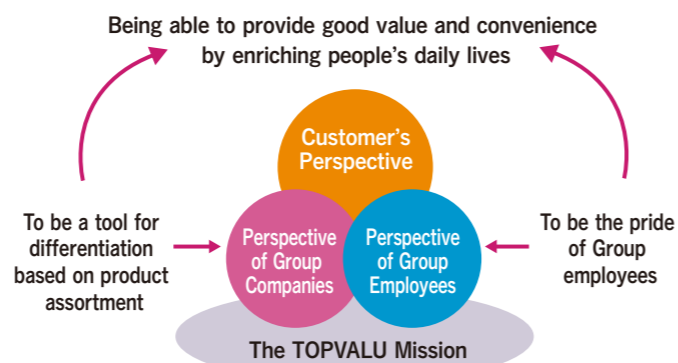 Being able to provide good value and convenience
by enriching people’s daily lives
Customer’s
Perspective
To be a tool for
differentiation
based on product
assortment
Perspective
of Group
Companies
Perspective
of Group
Employees
To be the pride
of Group
employees
The TOPVALU Mission